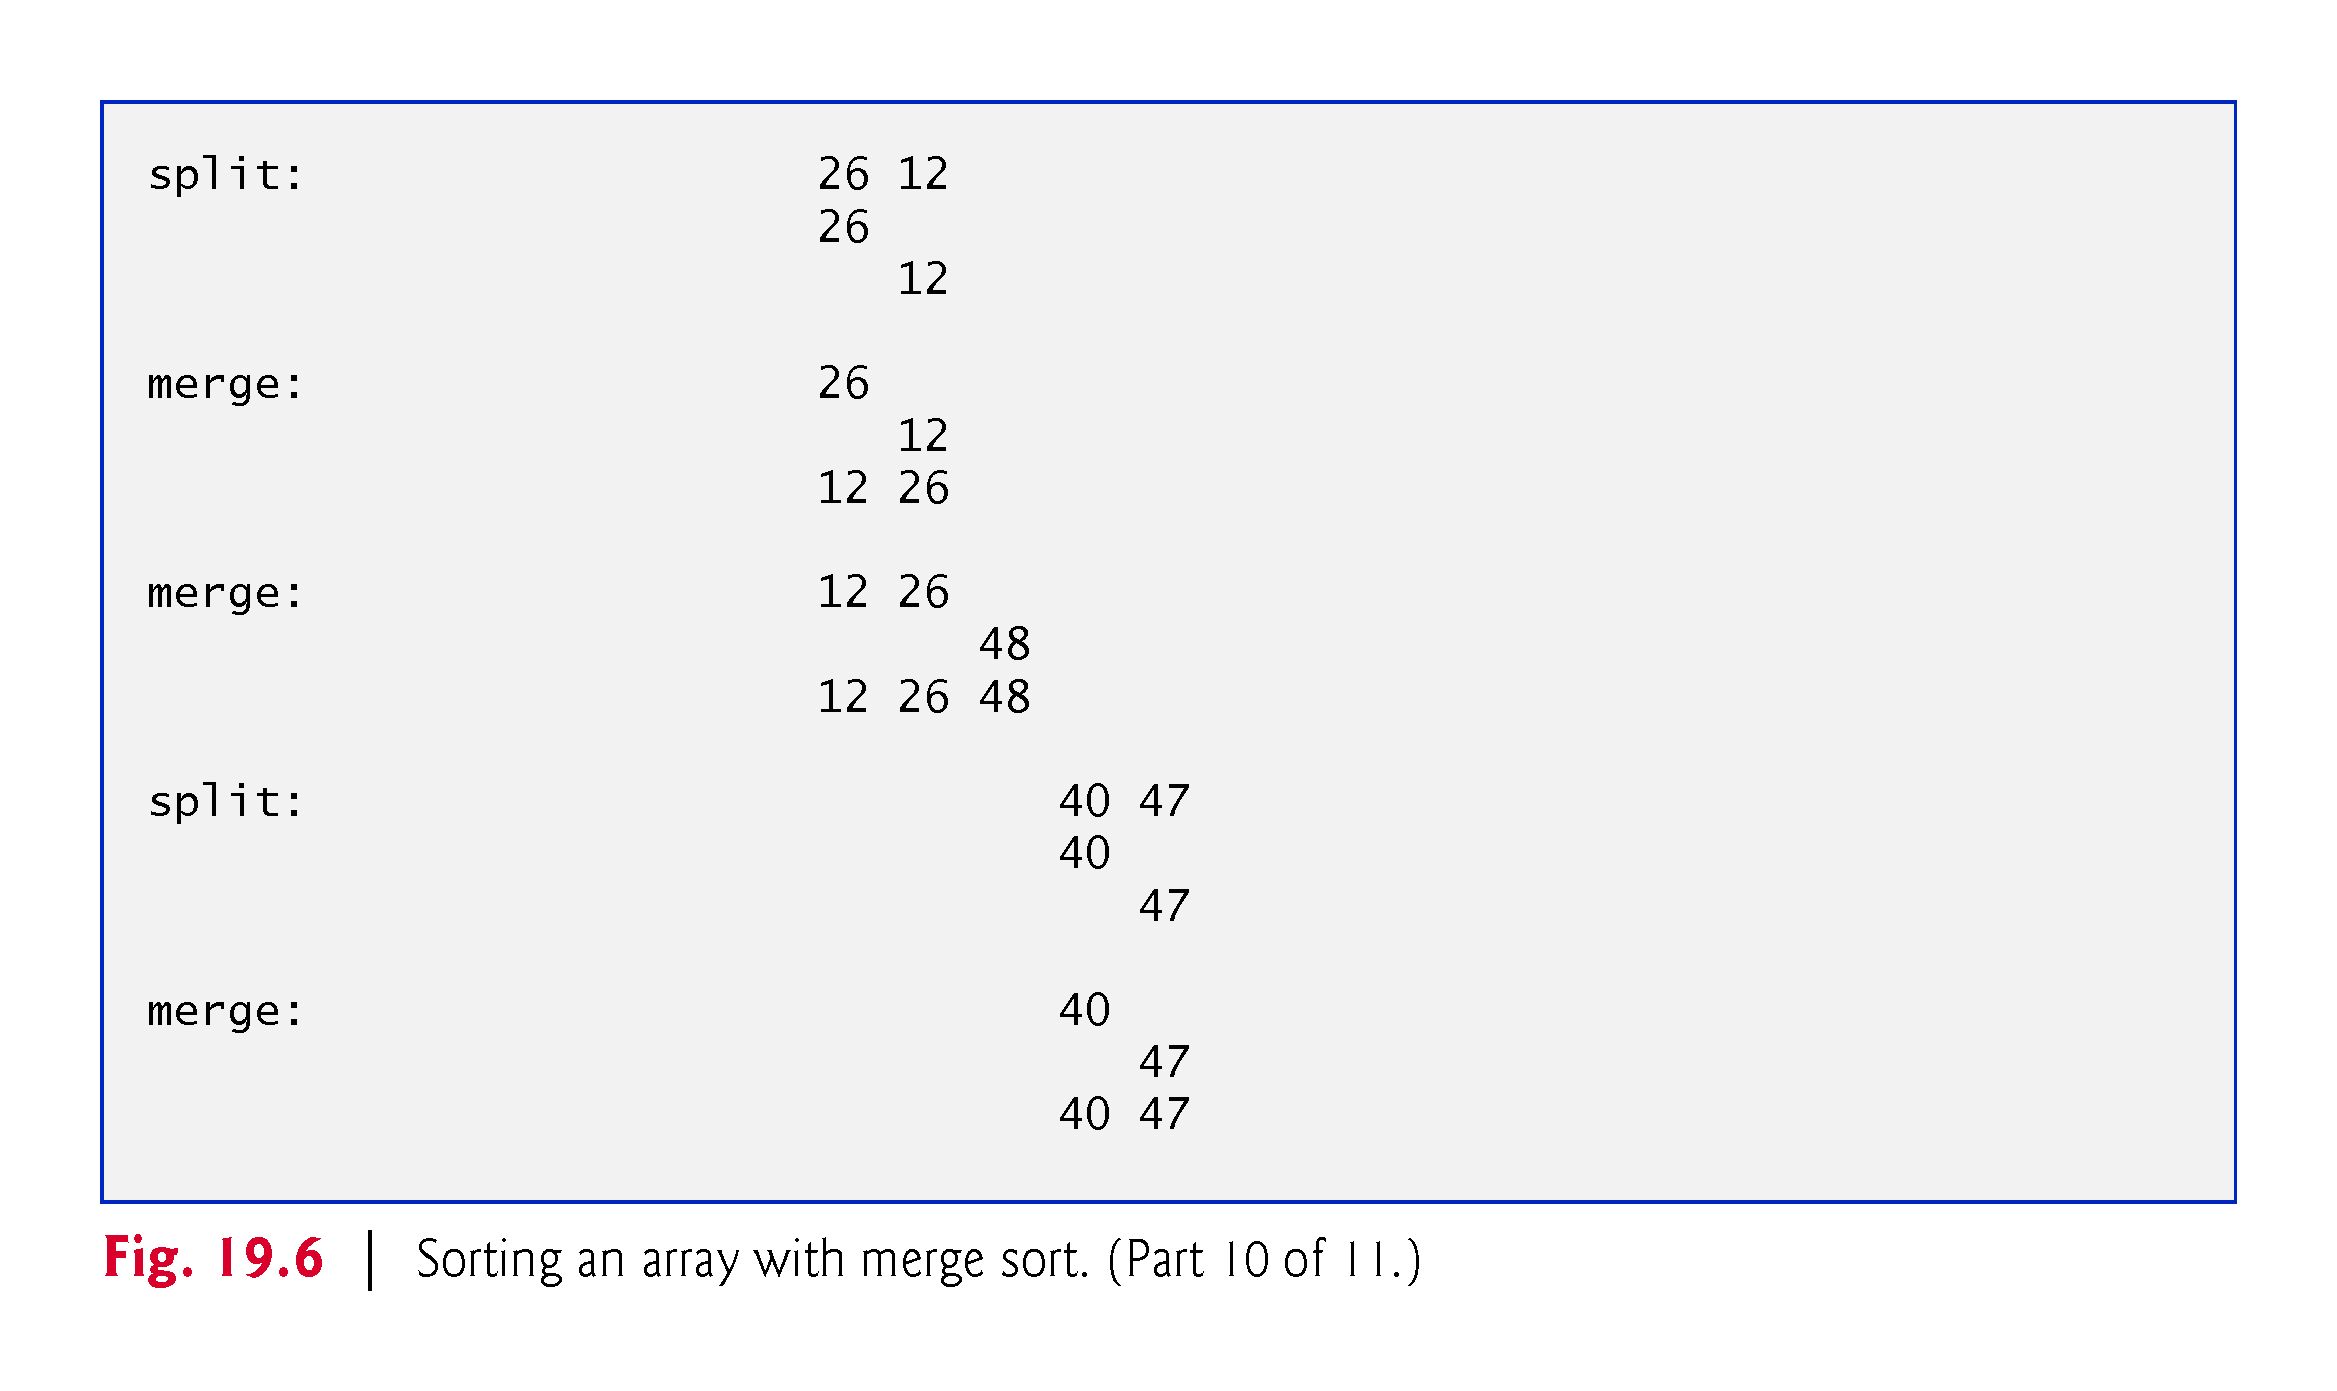 split:                    26 12
                          26
                             12
merge:                    26
                             12
                          12 26
merge:                    12 26
                                48
                          12 26 48
split:                             40 47
                                   40
                                      47
merge:                             40
                                      47
                                   40 47
Fig. 19.6 | Sorting an array with merge sort. (Part 10 of 11.)